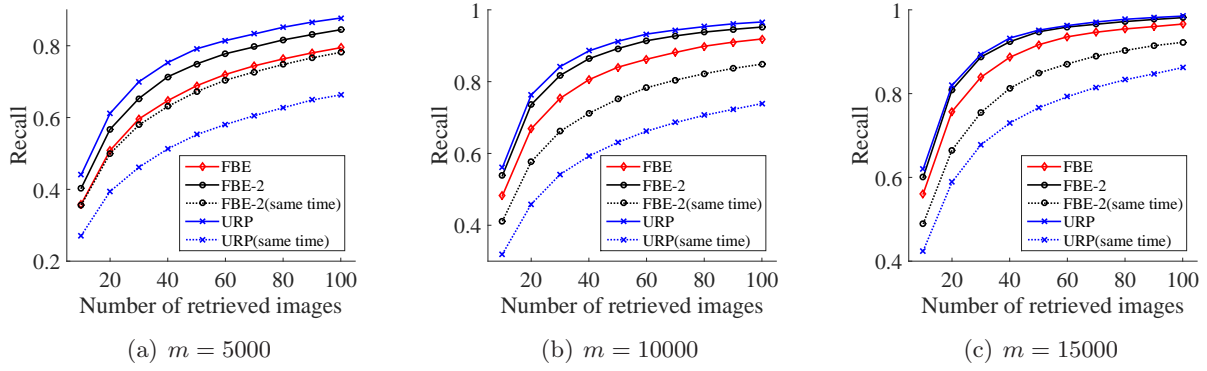 Recall
0.8
0.6
0.4
0.2
20 40 60 80 100
Number of retrieved images
FBE
FBE-2
FBE-2(same time)
URP
URP(same time)
(a) m = 5000
Recall
1
0.8
0.6
0.4
20 40 60 80 100
Number of retrieved images
FBE
FBE-2
FBE-2(same time)
URP
URP(same time)
(b) m = 10000
Recall
1
0.8
0.6
0.4
20 40 60 80 100
Number of retrieved images
FBE
FBE-2
FBE-2(same time)
URP
URP(same time)
(c) m = 15000